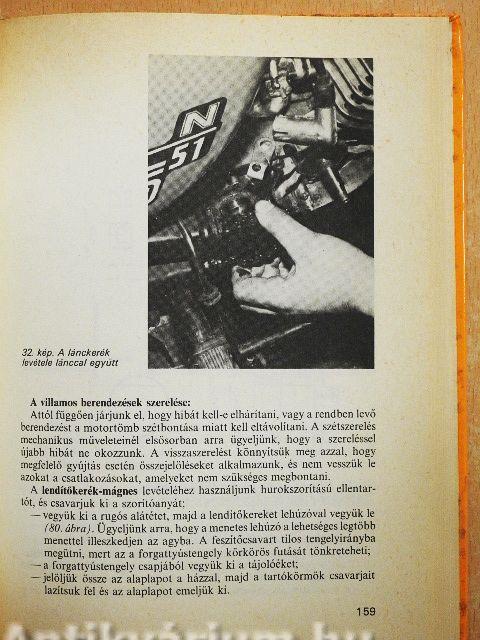 N
51
32. kép. A lánckerék
levétele lánccal együtt
A villamos berendezések szerelése:
Attól függően járjunk el, hogy hibát kell-e elhárítani, vagy a rendben levő
berendezést a motortömb szétbontása miatt kell eltávolítani. A szétszerelés
mechanikus műveleteinél elsősorban arra ügyeljünk, hogy a szereléssel
újabb hibát ne okozzunk. A visszaszerelést könnyítsük meg azzal, hogy
megfelelő gyújtás esetén összejelöléseket alkalmazunk, és nem vesszük le
azokat a csatlakozásokat, amelyeket nem szükséges megbontani.
A lendítőkerék-mágnes levételéhez használjunk hurokszorítású ellentar-
tót, és csavarjuk ki a szorítóanyát;
— vegyük ki a rugós alátétet, majd a lendítőkereket lehúzóval vegyük le
(80. ábra). Ügyeljünk arra, hogy a menetes lehúzó a lehetséges legtöbb
menettel illeszkedjen az agyba. A feszítőcsavart tilos tengelyirányba
megütni, mert az a forgattyústengely körkörös futását tönkreteheti;
— a forgattyústengely csapjából vegyük ki a tájolóéket;
— jelöljük össze az alaplapot a házzal, majd a tartókörmök csavarjait
lazítsuk fel és az alaplapot emeljük ki.
159
Antikvárium.hu